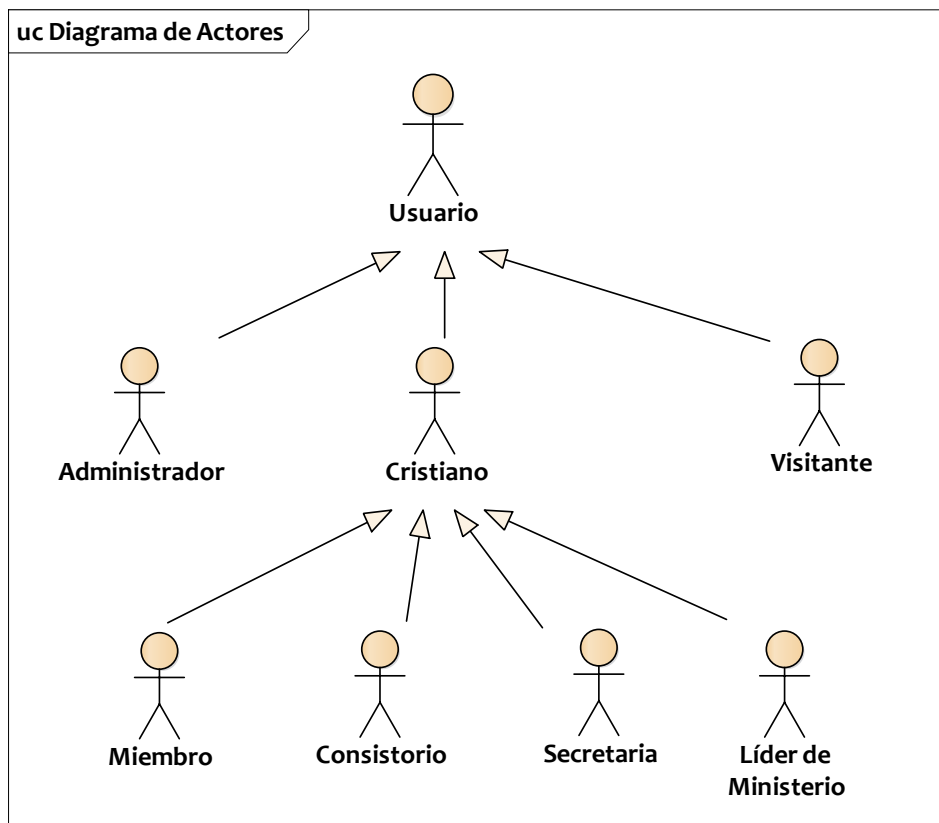 uc Diagrama de Actores
Usuario
Administrador
Cristiano
Visitante
Miembro
Consistorio
Secretaria
Líder de
Ministerio